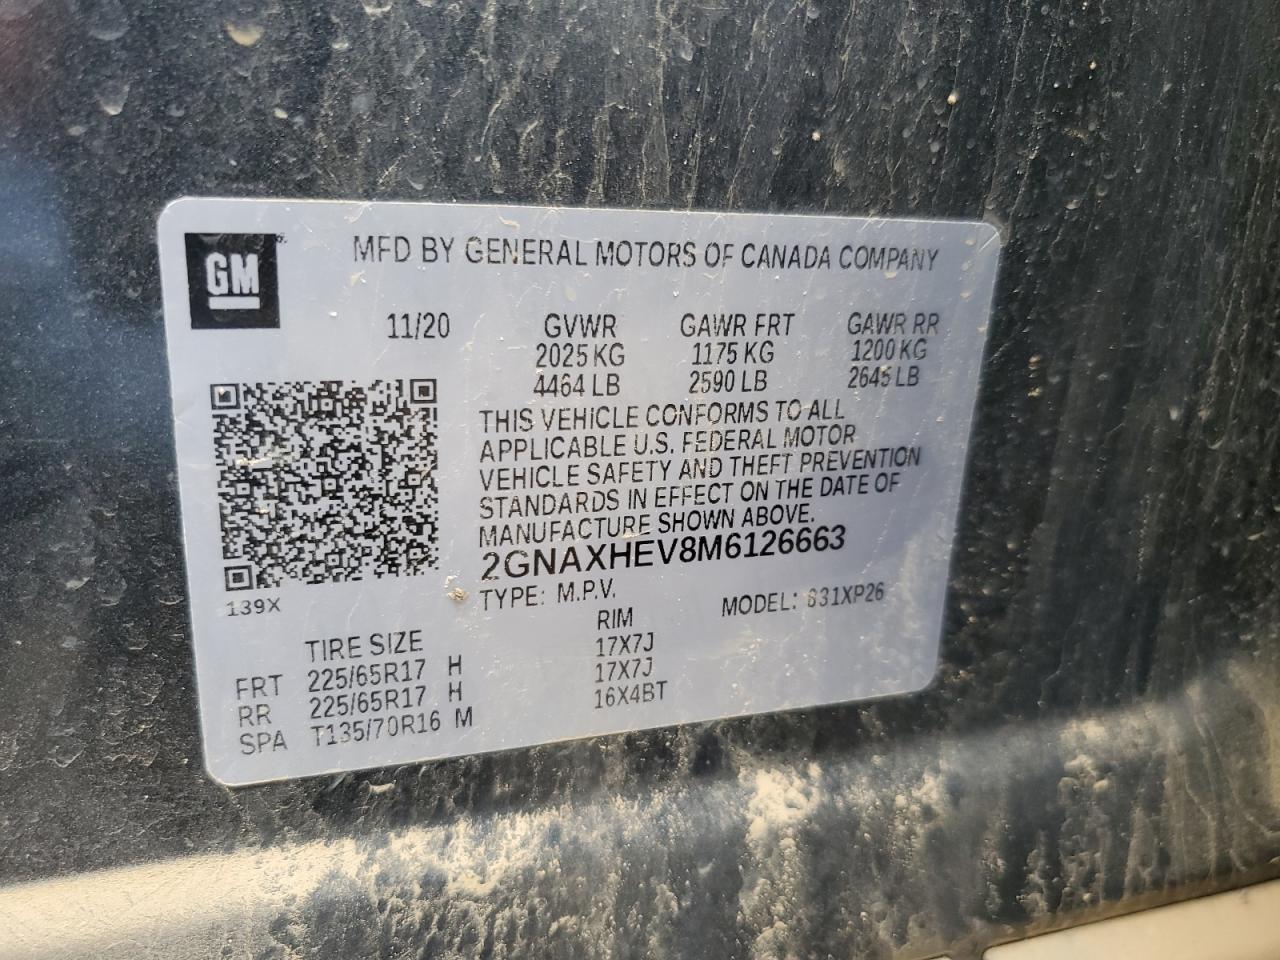 GM
MFD BY GENERAL MOTORS OF CANADA COMPANY
11/20 GVWR GAWR FRT GAWR RR
2025 KG 1175 KG 1200 KG
4464 LB 2590 LB 2645 LB
THIS VEHICLE CONFORMS TO ALL
APPLICABLE U.S. FEDERAL MOTOR
VEHICLE SAFETY AND THEFT PREVENTION
STANDARDS IN EFFECT ON THE DATE OF
MANUFACTURE SHOWN ABOVE.
2GNAXHEV8M6126663
139X
TYPE: M.P.V. MODEL: 831XP26
TIRE SIZE RIM
FRT 225/65R17 H 17X7J
RR 225/65R17 H 17X7J
SPA T135/70R16 M 16X4BT